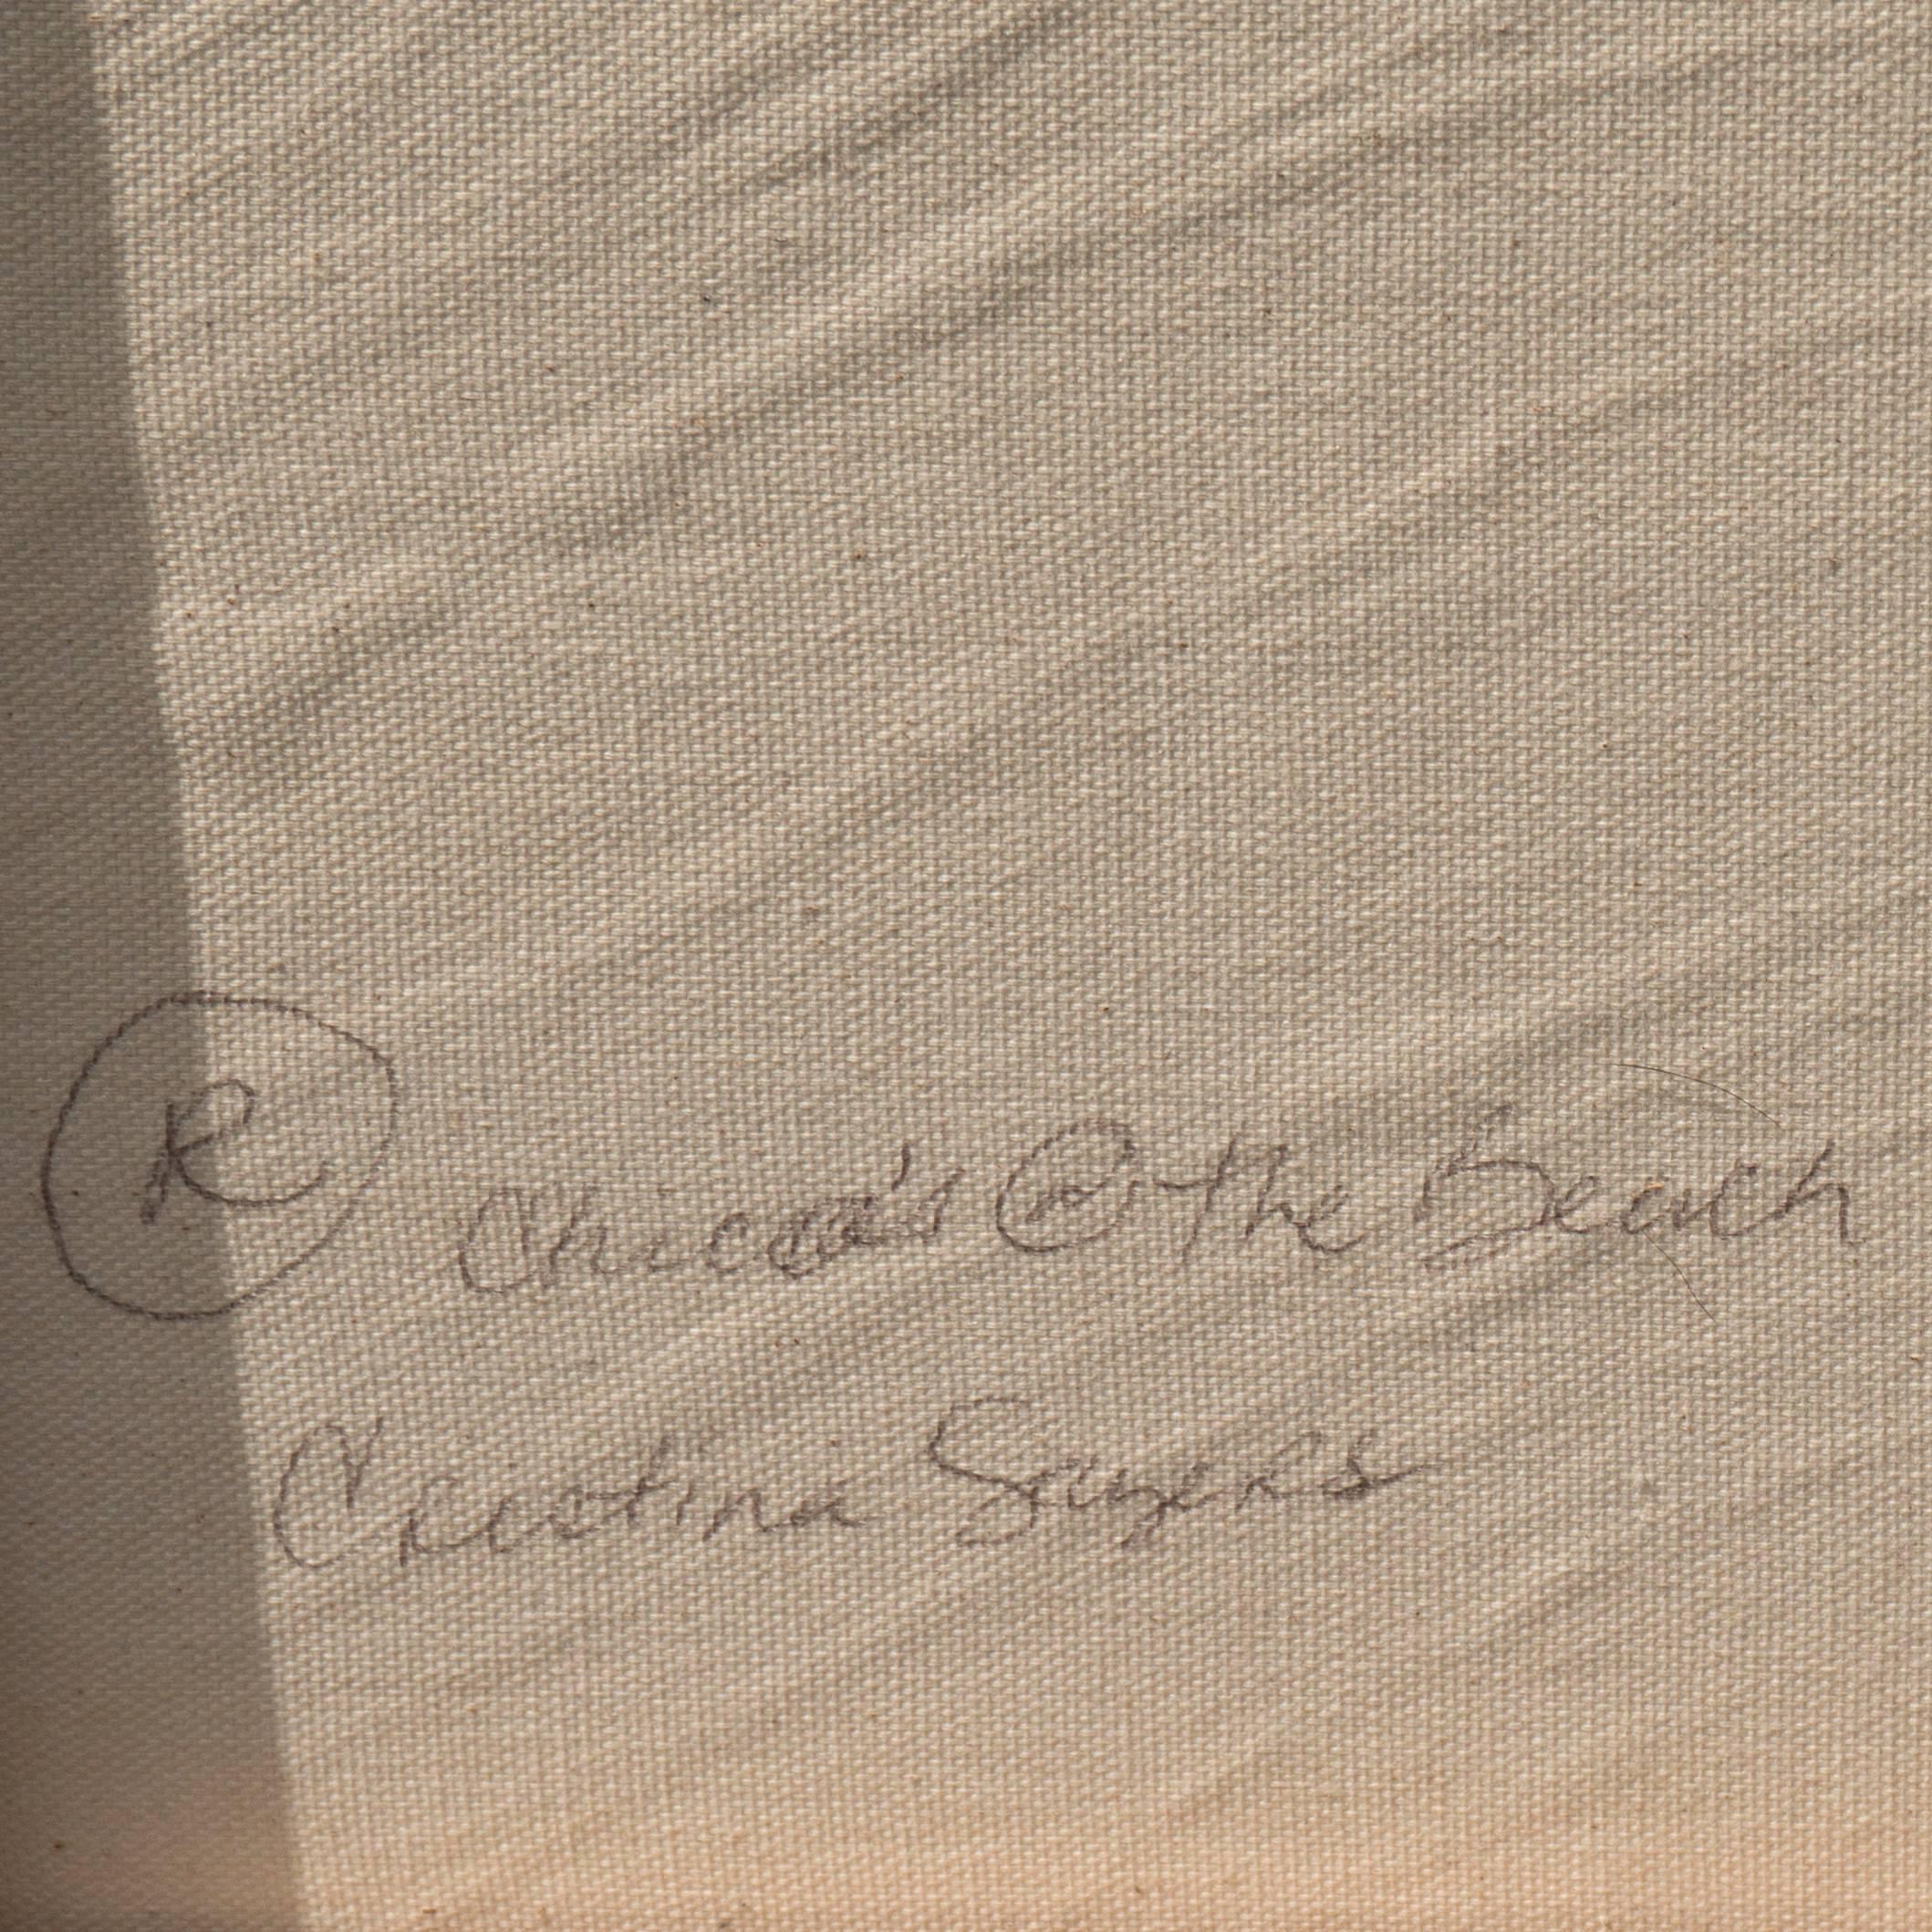 Ⓡ Chicca's @ the Beach
Cristina Sayers